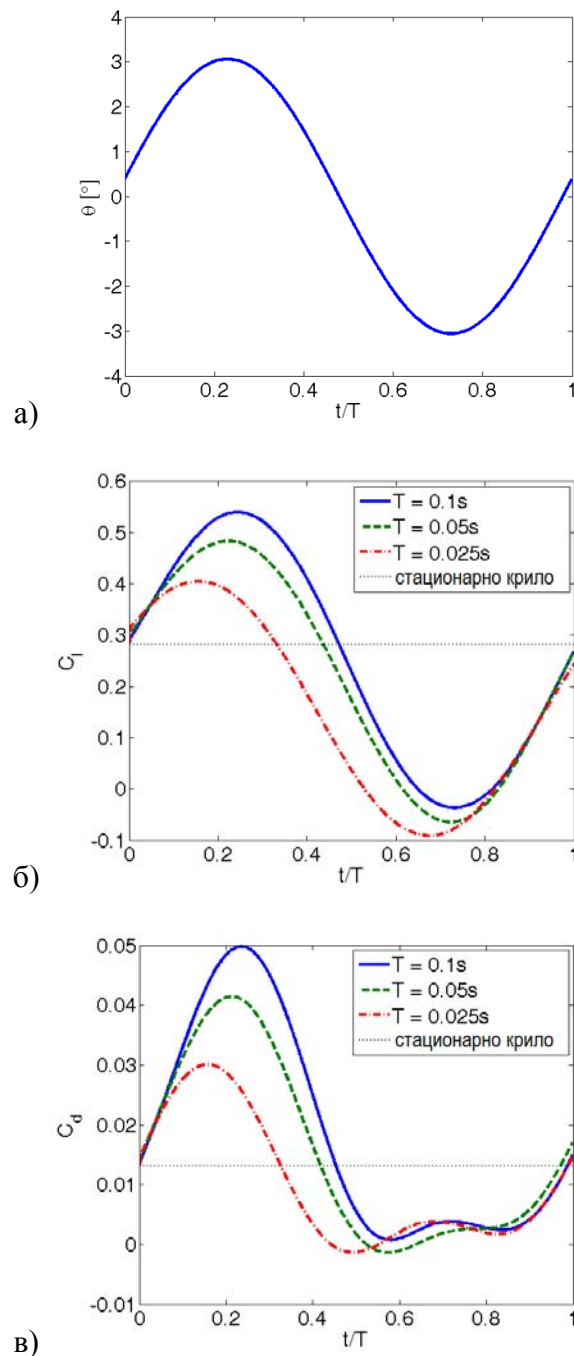 4
3
2
1
0
-1
-2
-3
-4
θ [°]
0 0.2 0.4 0.6 0.8 1
t/T
а)
0.6
0.5
0.4
0.3
0.2
0.1
0
-0.1
C_l
T = 0.1s
T = 0.05s
T = 0.025s
стационарно крило
0 0.2 0.4 0.6 0.8 1
t/T
б)
0.05
0.04
0.03
0.02
0.01
0
-0.01
C_d
T = 0.1s
T = 0.05s
T = 0.025s
стационарно крило
0 0.2 0.4 0.6 0.8 1
t/T
в)